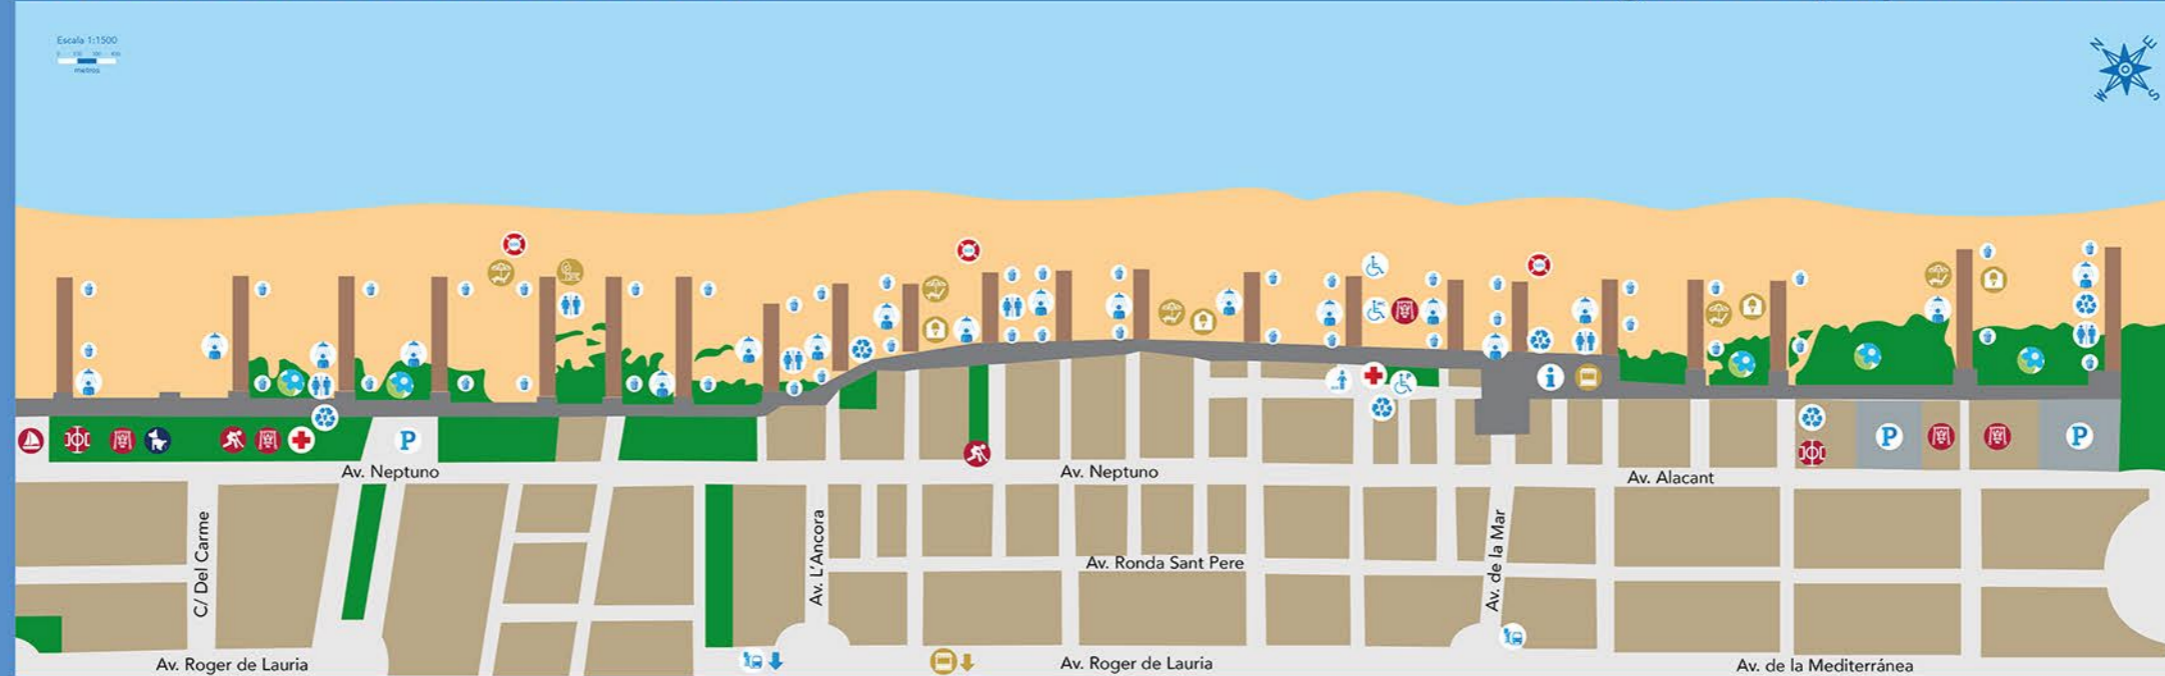 Escala 1:1500
metros
N
E
W
S
P
i
P
P
Av. Neptuno
Av. Neptuno
Av. Alacant
C/ Del Carme
Av. L'Ancora
Av. Ronda Sant Pere
Av. de la Mar
Av. Roger de Lauria
Av. Roger de Lauria
Av. de la Mediterránea